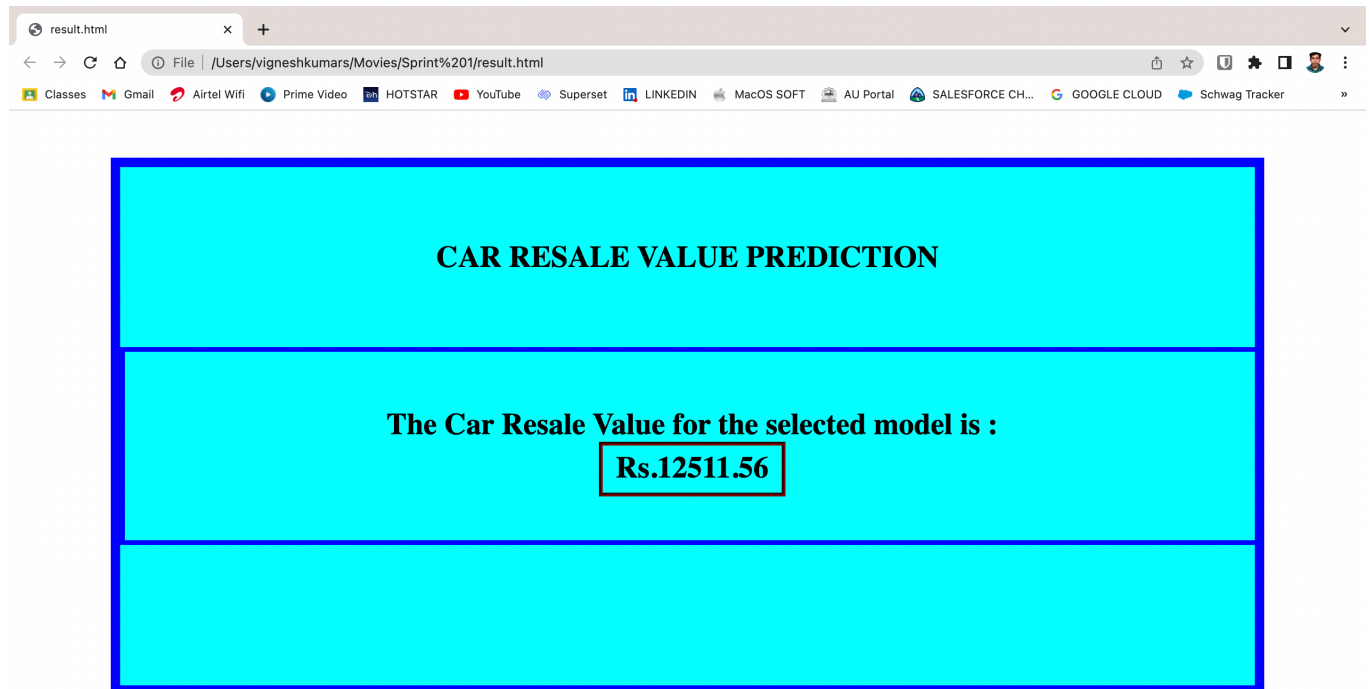 result.html
File | /Users/vigneshkumars/Movies/Sprint%201/result.html
Classes Gmail Airtel Wifi Prime Video HOTSTAR YouTube Superset LINKEDIN MacOS SOFT AU Portal SALESFORCE CH... GOOGLE CLOUD Schwag Tracker »
CAR RESALE VALUE PREDICTION
The Car Resale Value for the selected model is :
Rs.12511.56